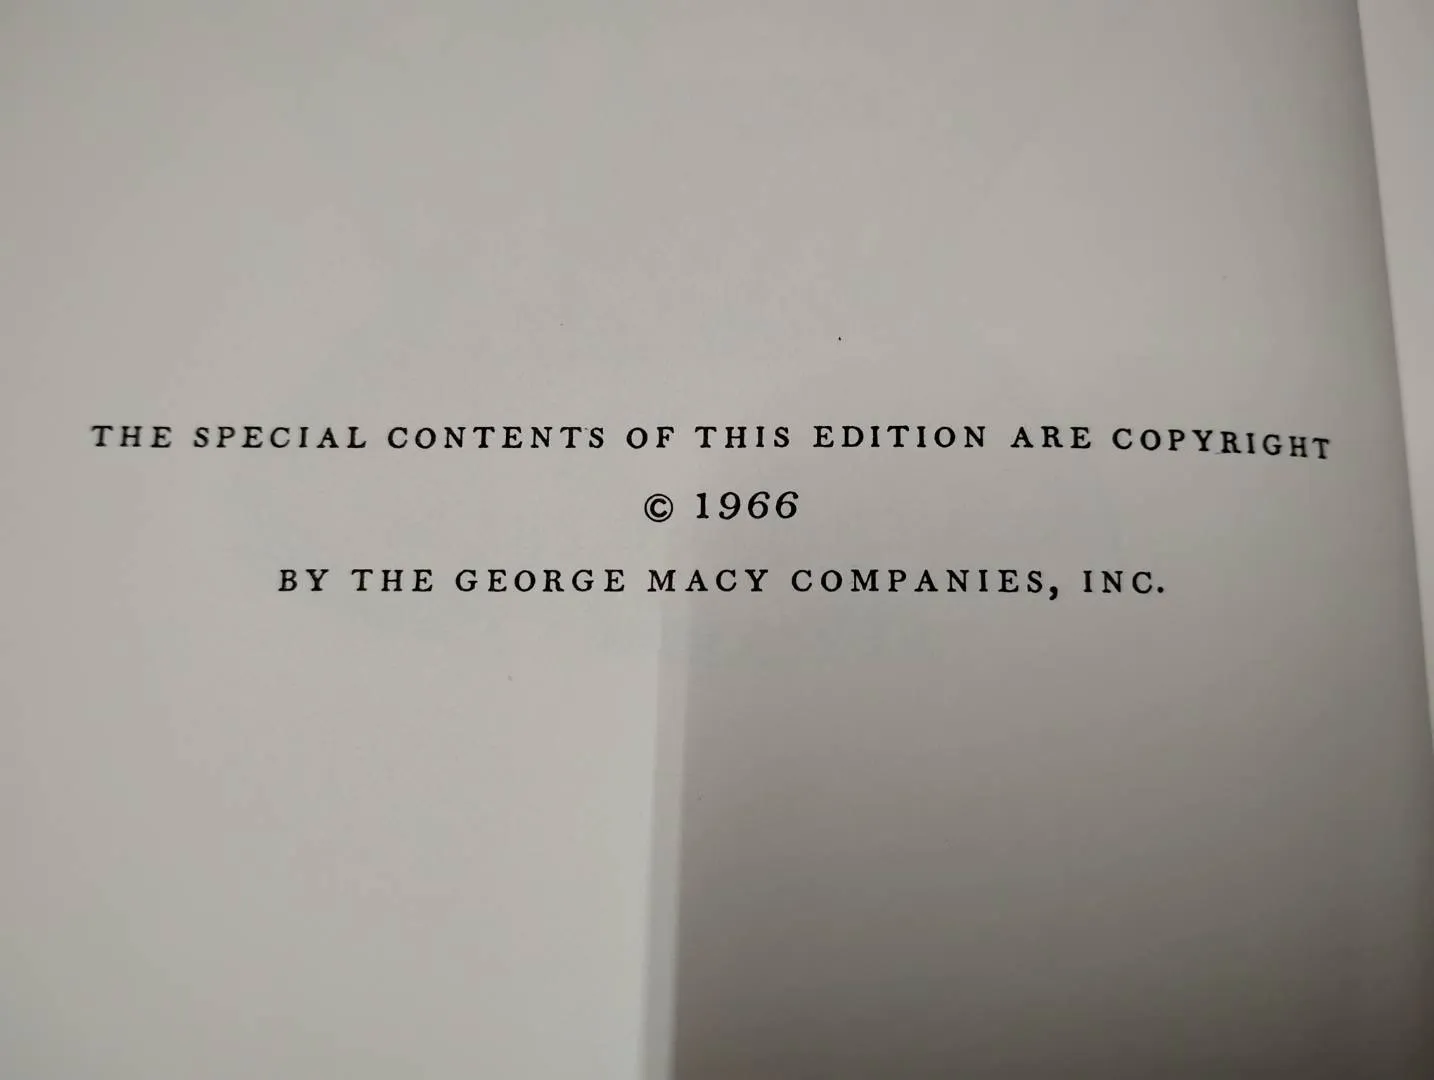 THE SPECIAL CONTENTS OF THIS EDITION ARE COPYRIGHT
© 1966
BY THE GEORGE MACY COMPANIES, INC.